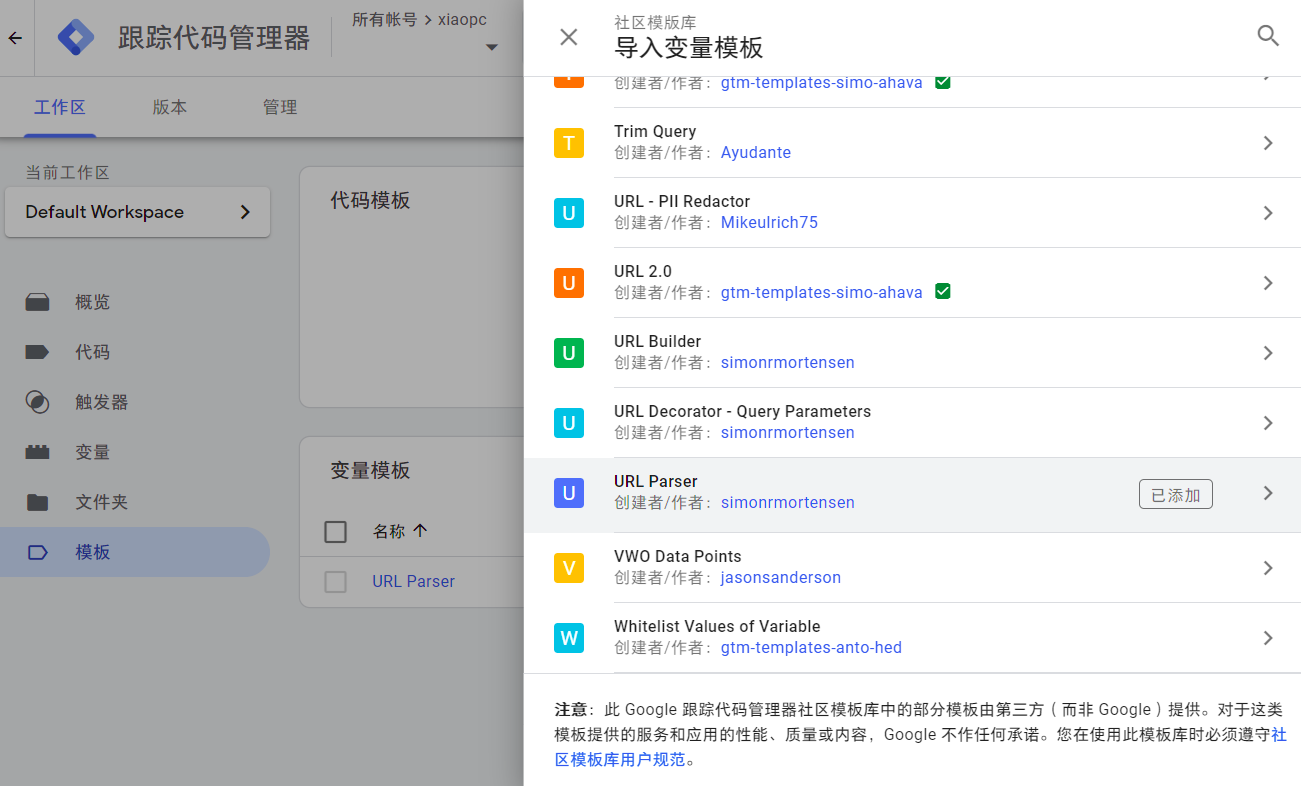 跟踪代码管理器
所有帐号 > xiaopc
工作区
版本
管理
当前工作区
Default Workspace
概览
代码
触发器
变量
文件夹
模板
代码模板
变量模板
名称 ↑
URL Parser
社区模版库
导入变量模板
创建者/作者：gtm-templates-simo-ahava
T
Trim Query
创建者/作者：Ayudante
U
URL - PII Redactor
创建者/作者：Mikeulrich75
U
URL 2.0
创建者/作者：gtm-templates-simo-ahava
U
URL Builder
创建者/作者：simonrmortensen
U
URL Decorator - Query Parameters
创建者/作者：simonrmortensen
U
URL Parser
创建者/作者：simonrmortensen
已添加
V
VWO Data Points
创建者/作者：jasonsanderson
W
Whitelist Values of Variable
创建者/作者：gtm-templates-anto-hed
注意：此 Google 跟踪代码管理器社区模板库中的部分模板由第三方（而非 Google）提供。对于这类
模板提供的服务和应用的性能、质量或内容，Google 不作任何承诺。您在使用此模板库时必须遵守社
区模板库用户规范。